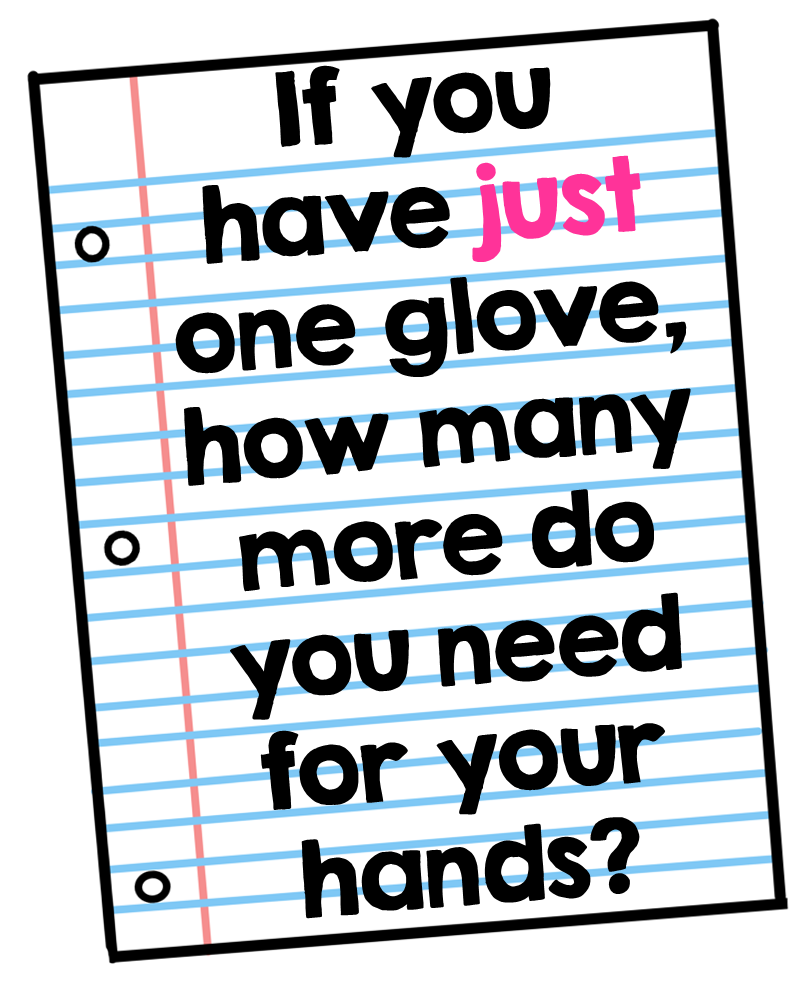 If you
have just
one glove,
how many
more do
you need
for your
hands?